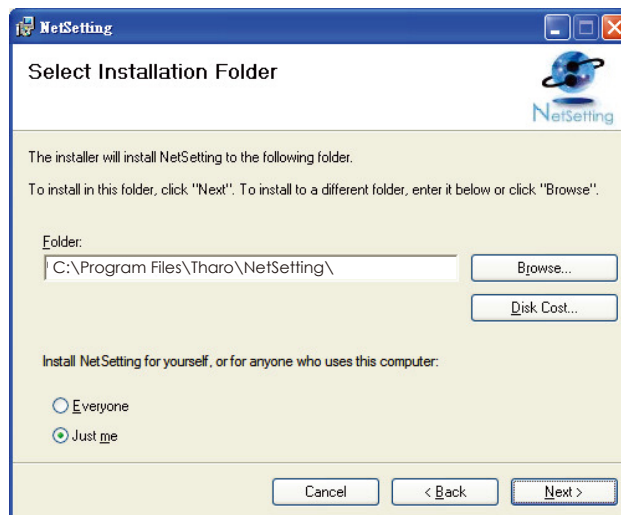 NetSetting
Select Installation Folder
NetSetting
The installer will install NetSetting to the following folder.
To install in this folder, click "Next". To install to a different folder, enter it below or click "Browse".
Folder:
C:\Program Files\Tharo\NetSetting\
Browse...
Disk Cost...
Install NetSetting for yourself, or for anyone who uses this computer:
Everyone
Just me
Cancel
< Back
Next >